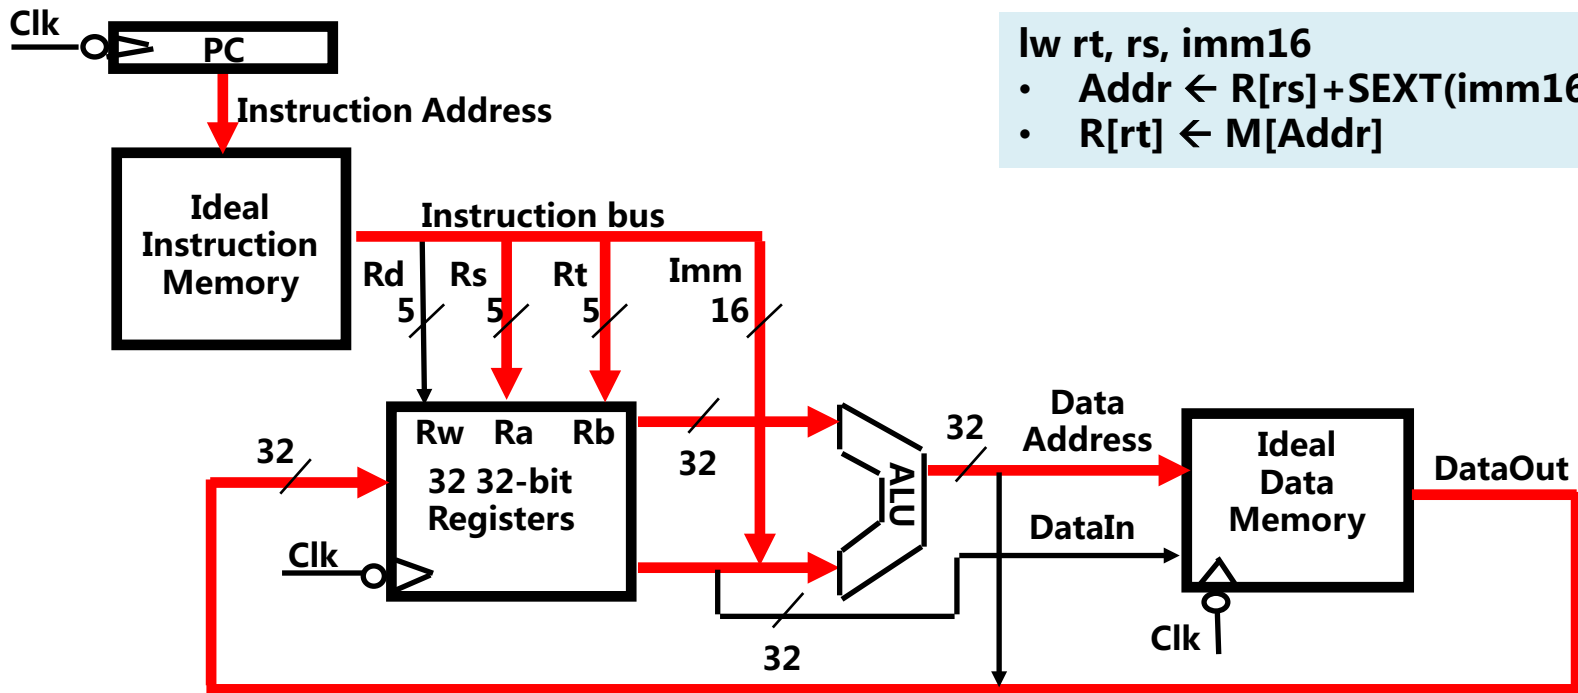 Clk
PC
lw rt, rs, imm16
• Addr ← R[rs]+SEXT(imm16
• R[rt] ← M[Addr]
Instruction Address
Ideal
Instruction
Memory
Instruction bus
Rd
5
Rs
5
Rt
5
Imm
16
Rw Ra Rb
32 32-bit
Registers
32
Clk
32
32
ALU
32
Data
Address
DataIn
Ideal
Data
Memory
Clk
DataOut